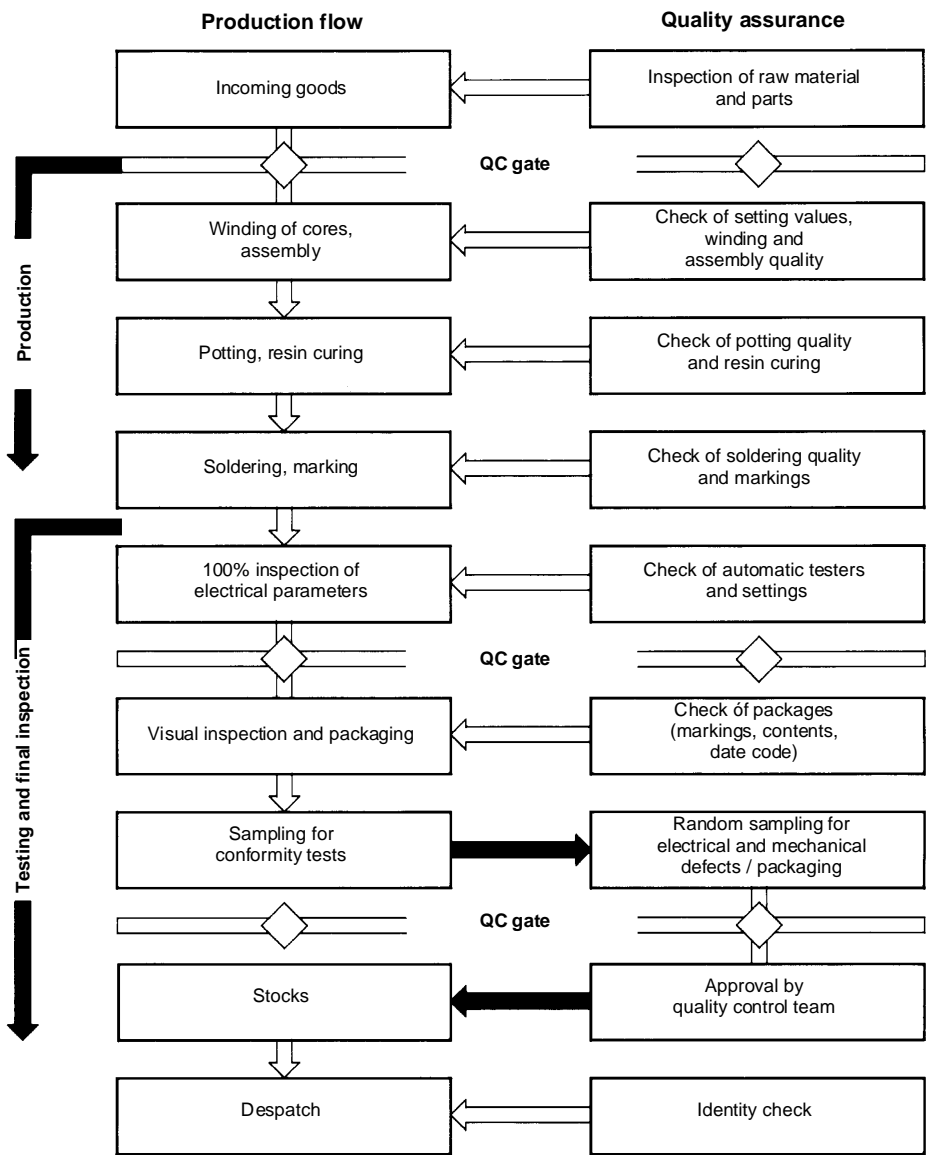 Production flow
Quality assurance
Incoming goods
Inspection of raw material
and parts
QC gate
Winding of cores,
assembly
Check of setting values,
winding and
assembly quality
Production
Potting, resin curing
Check of potting quality
and resin curing
Soldering, marking
Check of soldering quality
and markings
100% inspection of
electrical parameters
Check of automatic testers
and settings
QC gate
Testing and final inspection
Visual inspection and packaging
Check of packages
(markings, contents,
date code)
Sampling for
conformity tests
Random sampling for
electrical and mechanical
defects / packaging
QC gate
Stocks
Approval by
quality control team
Despatch
Identity check